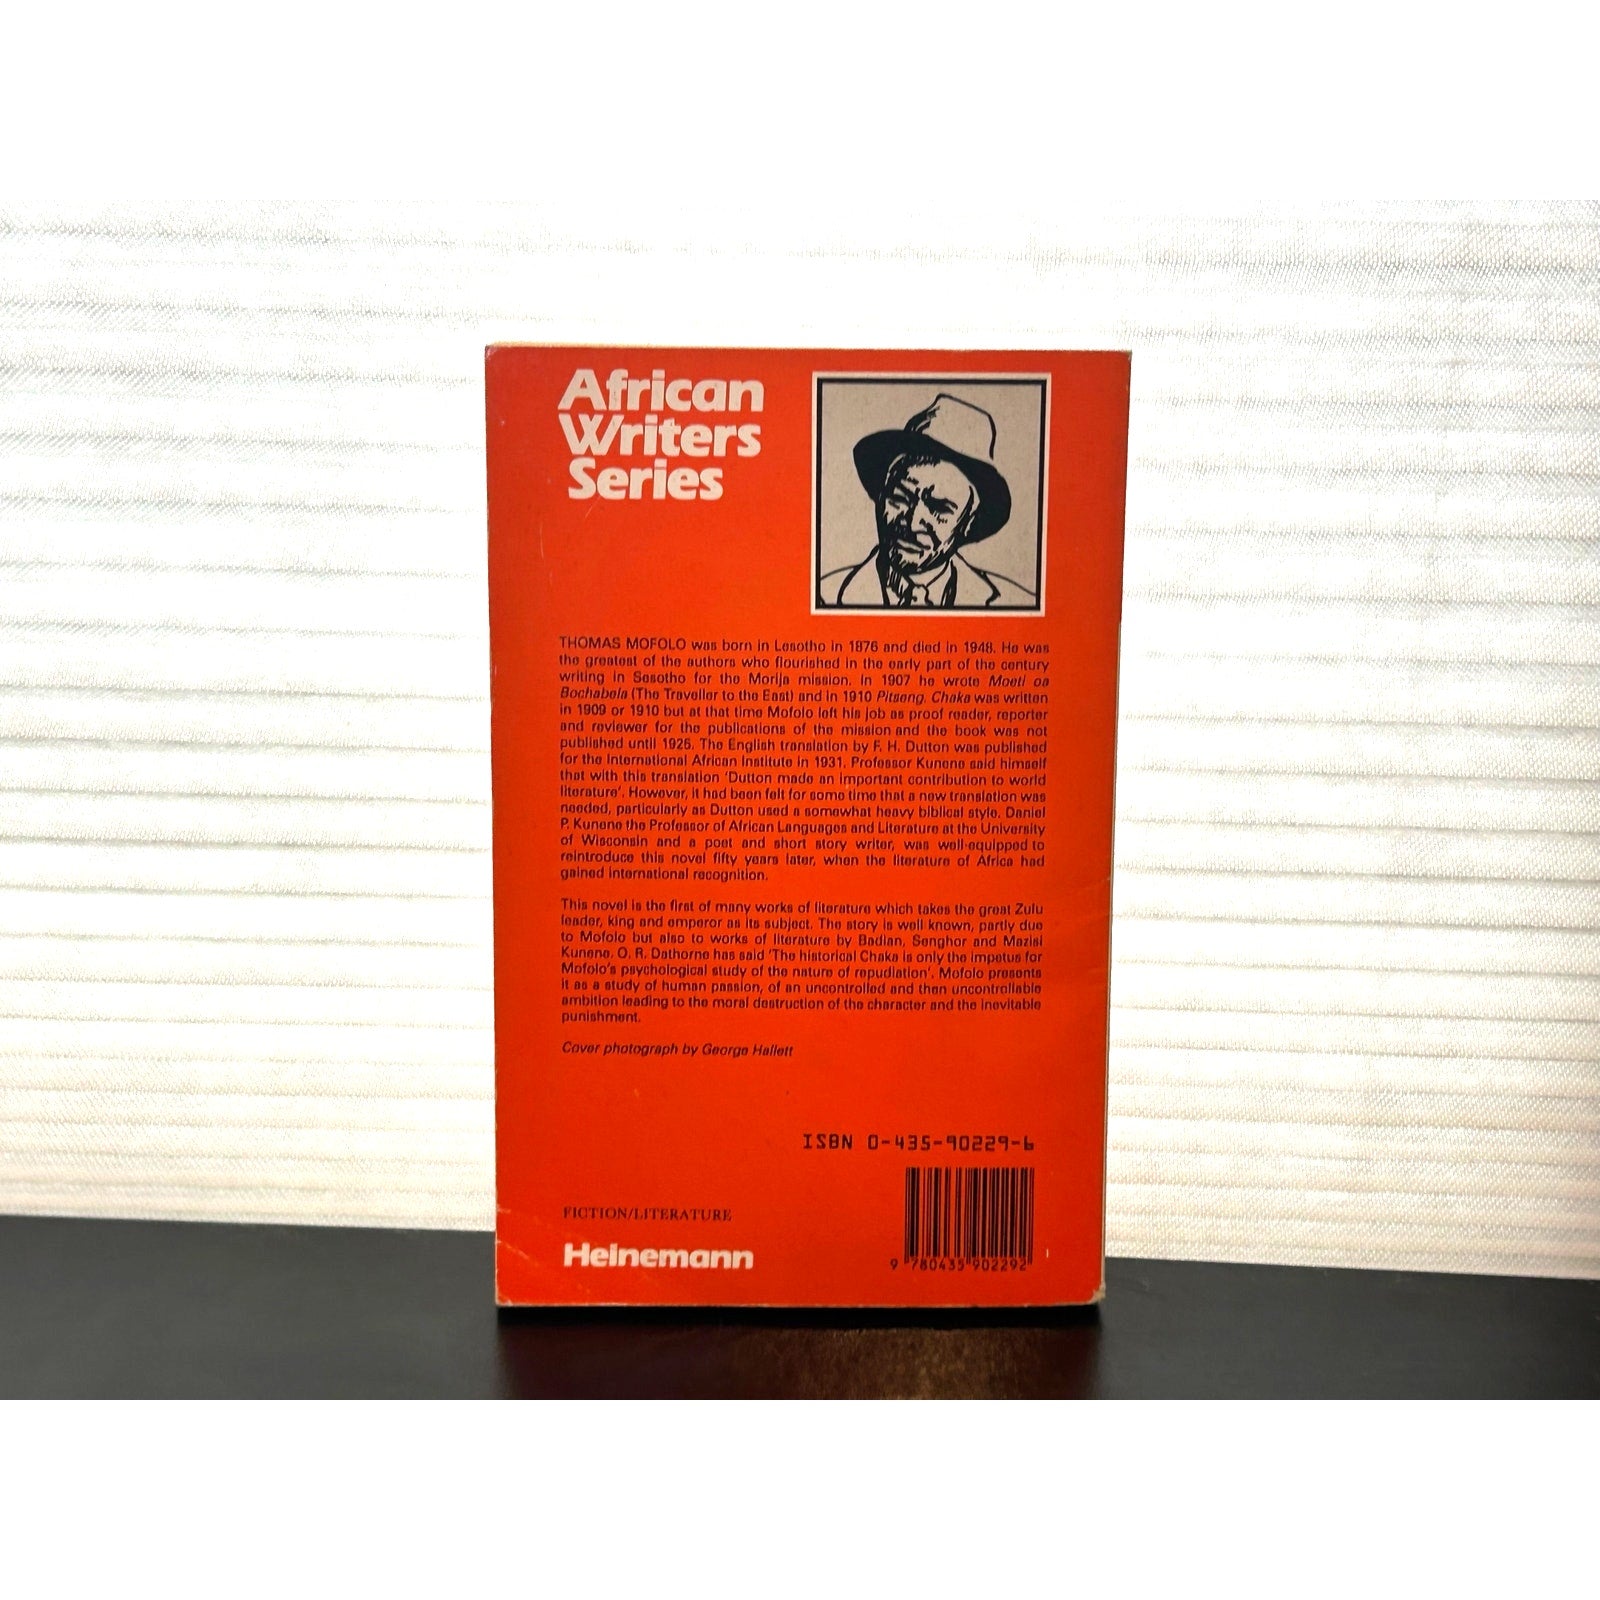 African
Writers
Series
THOMAS MOFOLO was born in Lesotho in 1876 and died in 1948. He was
the greatest of the authors who flourished in the early part of the century
writing in Sesotho for the Morija mission. In 1907 he wrote Moeti oa
Bochabela (The Traveller to the East) and in 1910 Pitseng. Chaka was written
in 1909 or 1910 but at that time Mofolo left his job as proof reader, reporter
and reviewer for the publications of the mission and the book was not
published until 1925. The English translation by F. H. Dutton was published
for the International African Institute in 1931. Professor Kunene said himself
that with this translation 'Dutton made an important contribution to world
literature'. However, it had been felt for some time that a new translation was
needed, particularly as Dutton used a somewhat heavy biblical style. Daniel
P. Kunene the Professor of African Languages and Literature at the University
of Wisconsin and a poet and short story writer, was well-equipped to
reintroduce this novel fifty years later, when the literature of Africa had
gained international recognition.
This novel is the first of many works of literature which takes the great Zulu
leader, king and emperor as its subject. The story is well known, partly due
to Mofolo but also to works of literature by Badian, Senghor and Mazisi
Kunene. O. R. Dathorne has said 'The historical Chaka is only the impetus for
Mofolo's psychological study of the nature of repudiation'. Mofolo presents
it as a study of human passion, of an uncontrolled and then uncontrollable
ambition leading to the moral destruction of the character and the inevitable
punishment.
Cover photograph by George Hallett
ISBN 0-435-90229-6
FICTION/LITERATURE
Heinemann
9 780435 902292